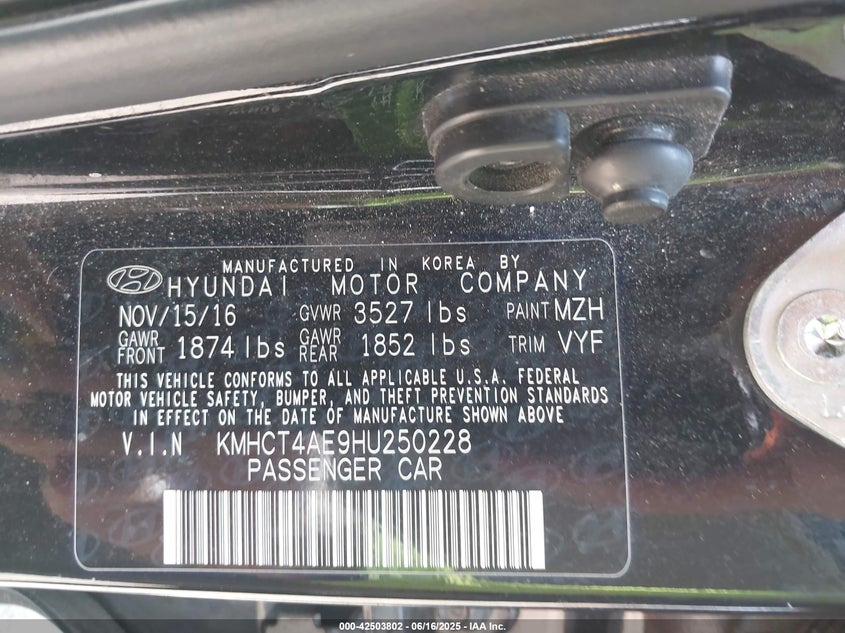 MANUFACTURED IN KOREA BY
HYUNDAI MOTOR COMPANY
NOV/15/16 GVWR 3527 lbs PAINT MZH
GAWR FRONT 1874 lbs GAWR REAR 1852 lbs TRIM VYF
THIS VEHICLE CONFORMS TO ALL APPLICABLE U.S.A. FEDERAL
MOTOR VEHICLE SAFETY, BUMPER, AND THEFT PREVENTION STANDARDS
IN EFFECT ON THE DATE OF MANUFACTURE SHOWN ABOVE
V.I.N KMHCT4AE9HU250228
PASSENGER CAR
000-42503802 - 06/16/2025 - IAA Inc.